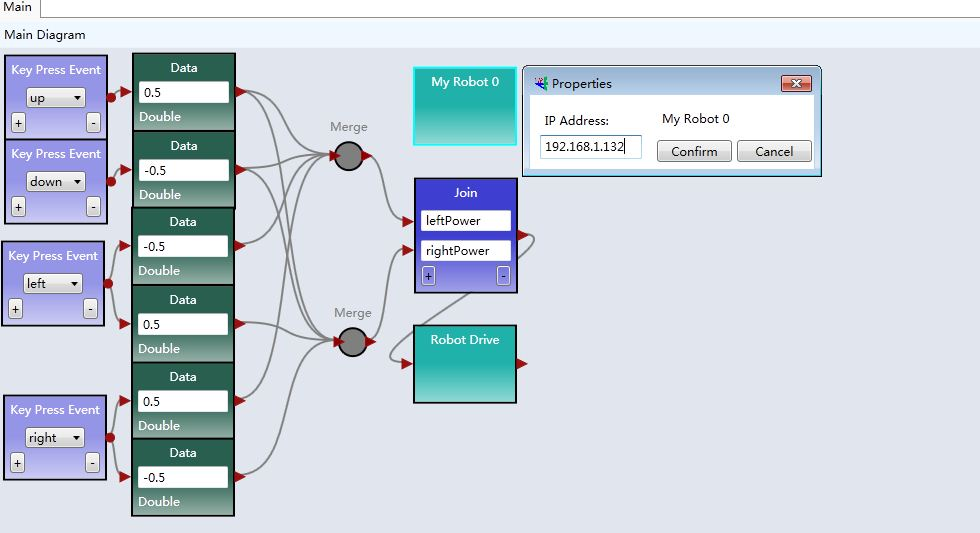 Main
Main Diagram
Key Press Event
up
+ -
Key Press Event
down
+ -
Key Press Event
left
+ -
Key Press Event
right
+ -
Data
0.5
Double
Data
-0.5
Double
Data
-0.5
Double
Data
0.5
Double
Data
0.5
Double
Data
-0.5
Double
Merge
Merge
My Robot 0
Join
leftPower
rightPower
+ -
Robot Drive
Properties
IP Address:
My Robot 0
192.168.1.132
Confirm
Cancel